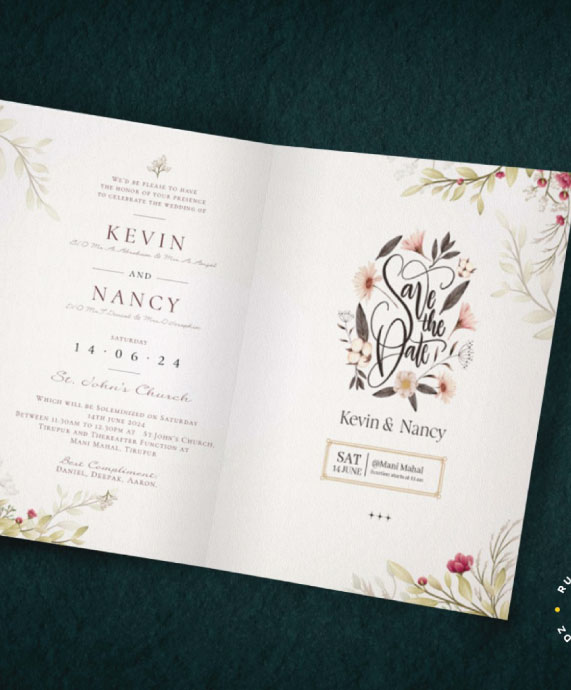 WE'D BE PLEASE TO HAVE
THE HONOR OF YOUR PRESENCE
TO CELEBRATE THE WEDDING OF
KEVIN
AND
NANCY
SATURDAY
14·06·24
St. John's Church
WHICH WILL BE SOLEMINIZED ON SATURDAY
14TH JUNE 2024
BETWEEN 11.30AM TO 12.30PM AT ST.JOHN'S CHURCH,
TIRUPUR AND THEREAFTER FUNCTION AT
MANI MAHAL, TIRUPUR
Best Compliment:
DANIEL, DEEPAK, AARON.
Save
the
Date
Kevin & Nancy
SAT
14 JUNE
@Mani Mahal
RU